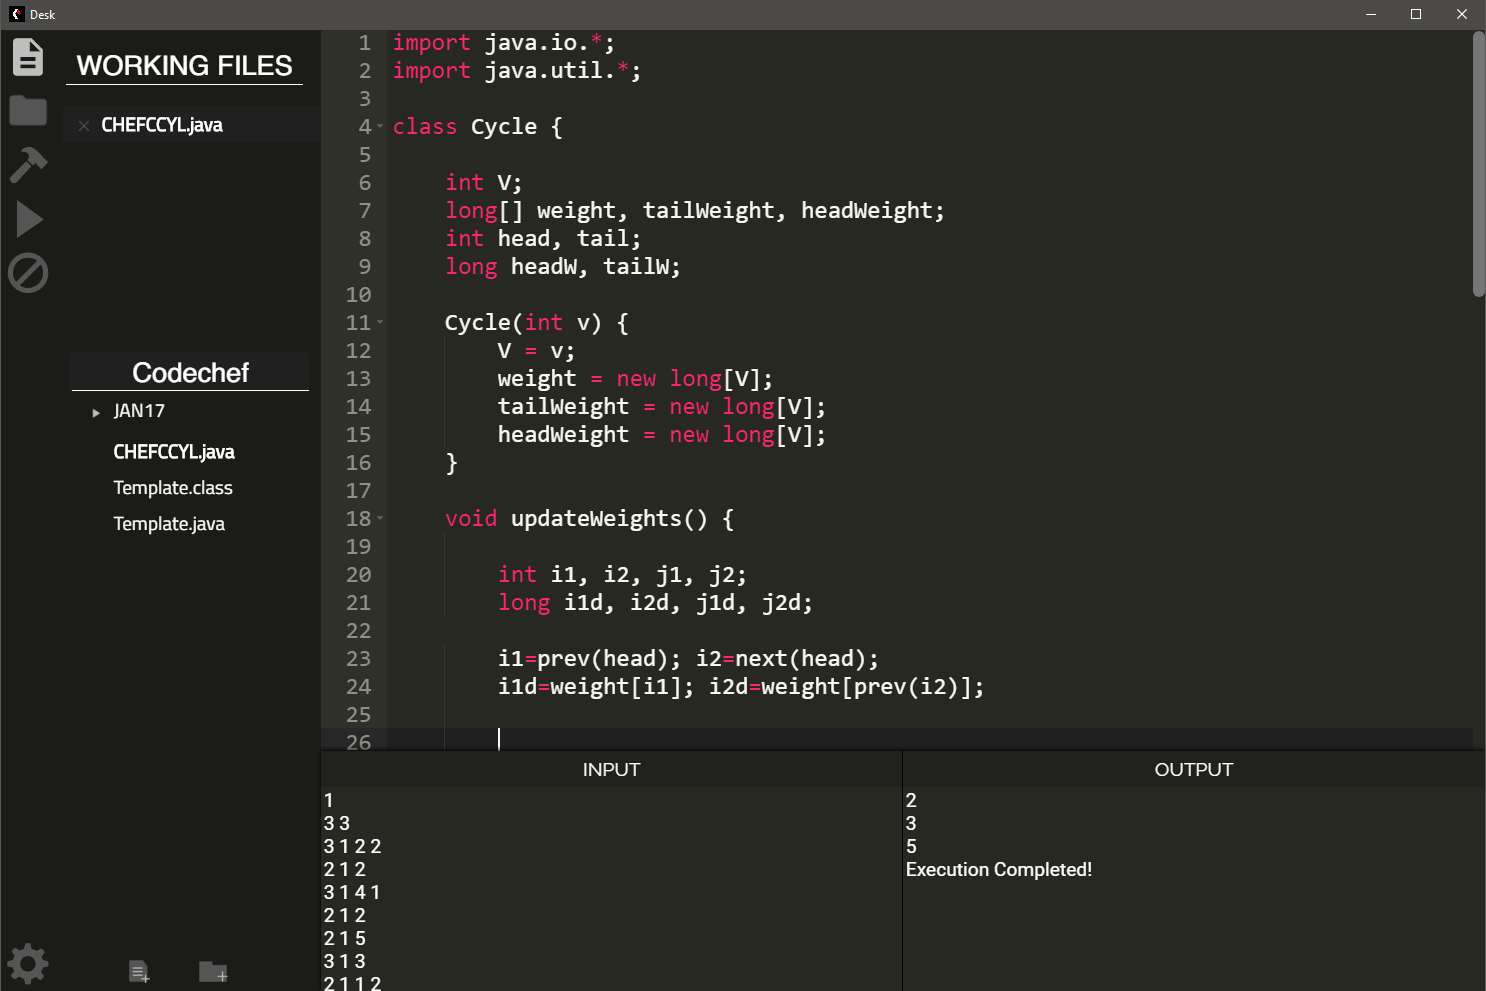 Desk
WORKING FILES
CHEFCCYL.java
Codechef
JAN17
CHEFCCYL.java
Template.class
Template.java
1 import java.io.*;
2 import java.util.*;
3
4 class Cycle {
5
6 int V;
7 long[] weight, tailWeight, headWeight;
8 int head, tail;
9 long headW, tailW;
10
11 Cycle(int v) {
12 V = v;
13 weight = new long[V];
14 tailWeight = new long[V];
15 headWeight = new long[V];
16 }
17
18 void updateWeights() {
19
20 int i1, i2, j1, j2;
21 long i1d, i2d, j1d, j2d;
22
23 i1=prev(head); i2=next(head);
24 i1d=weight[i1]; i2d=weight[prev(i2)];
25
26
INPUT
1
3 3
3 1 2 2
2 1 2
3 1 4 1
2 1 2
2 1 5
3 1 3
2 1 1 2
OUTPUT
2
3
5
Execution Completed!